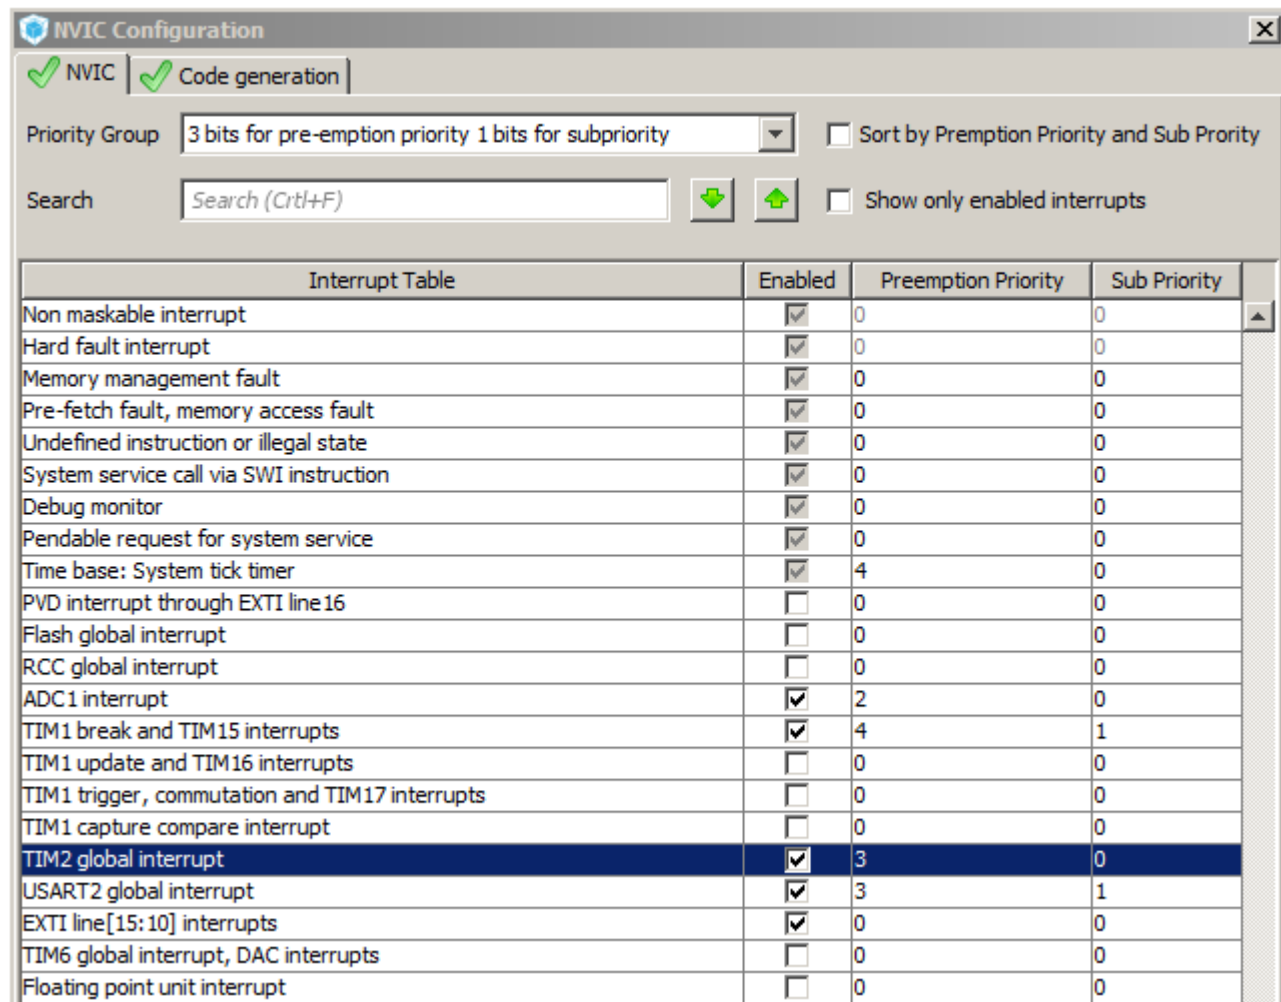 NVIC Configuration
NVIC Code generation
Priority Group 3 bits for pre-emption priority 1 bits for subpriority Sort by Premption Priority and Sub Prority
Search Search (Crtl+F) Show only enabled interrupts
Interrupt Table Enabled Preemption Priority Sub Priority
Non maskable interrupt 0 0
Hard fault interrupt 0 0
Memory management fault 0 0
Pre-fetch fault, memory access fault 0 0
Undefined instruction or illegal state 0 0
System service call via SWI instruction 0 0
Debug monitor 0 0
Pendable request for system service 0 0
Time base: System tick timer 4 0
PVD interrupt through EXTI line16 0 0
Flash global interrupt 0 0
RCC global interrupt 0 0
ADC1 interrupt 2 0
TIM1 break and TIM15 interrupts 4 1
TIM1 update and TIM16 interrupts 0 0
TIM1 trigger, commutation and TIM17 interrupts 0 0
TIM1 capture compare interrupt 0 0
TIM2 global interrupt 3 0
USART2 global interrupt 3 1
EXTI line[15:10] interrupts 0 0
TIM6 global interrupt, DAC interrupts 0 0
Floating point unit interrupt 0 0